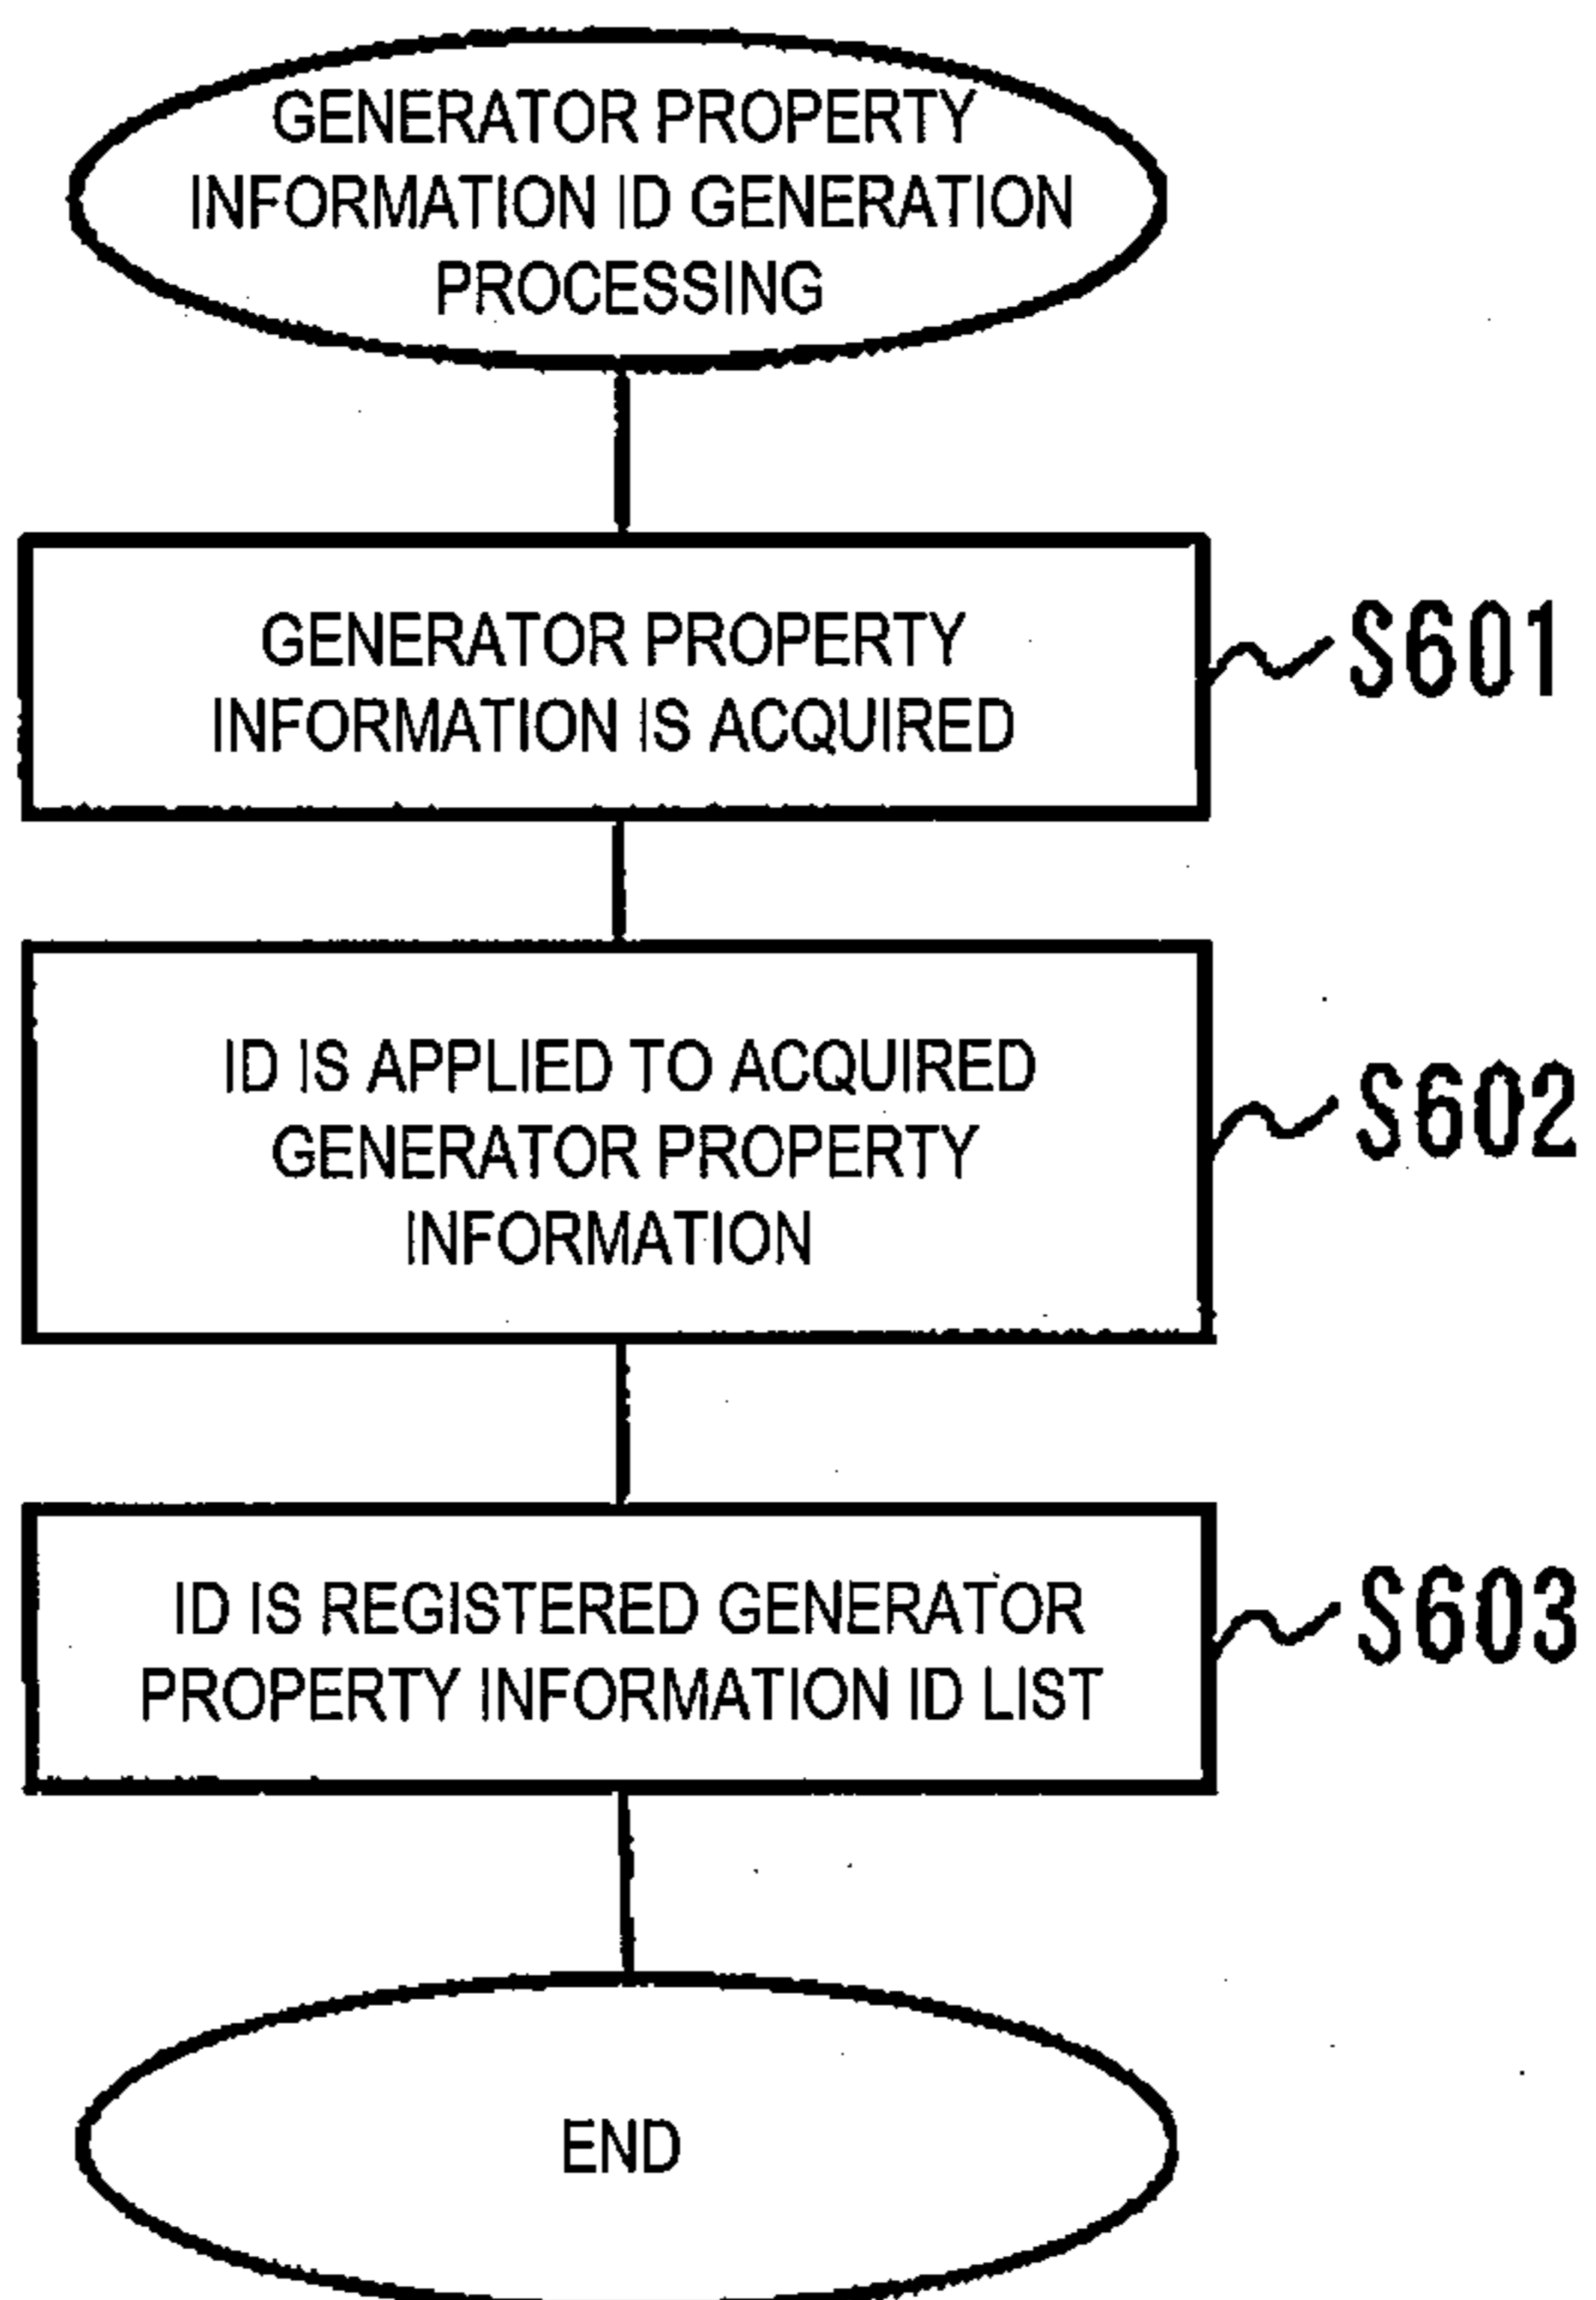 GENERATOR PROPERTY
INFORMATION ID GENERATION
PROCESSING
GENERATOR PROPERTY
INFORMATION IS ACQUIRED
S601
ID IS APPLIED TO ACQUIRED
GENERATOR PROPERTY
INFORMATION
S602
ID IS REGISTERED GENERATOR
PROPERTY INFORMATION ID LIST
S603
END